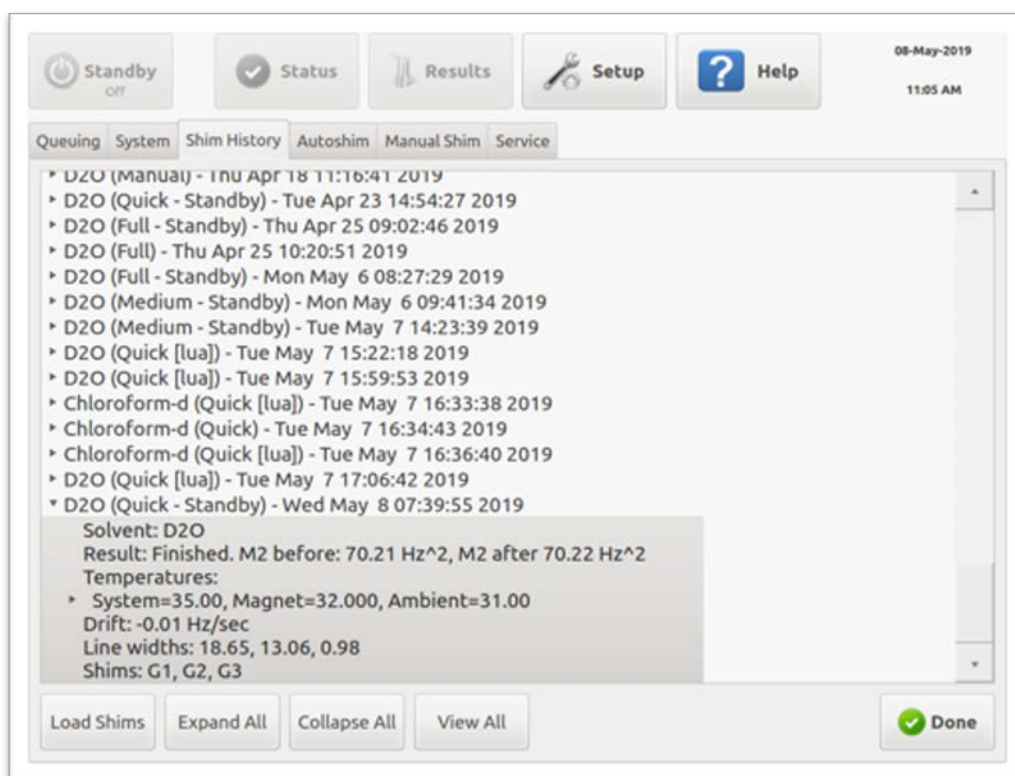 Standby
Off
Status
Results
Setup
?
Help
08-May-2019
11:05 AM
Queuing
System
Shim History
Autoshim
Manual Shim
Service
D2O (Manual) - Thu Apr 18 11:16:41 2019
D2O (Quick - Standby) - Tue Apr 23 14:54:27 2019
D2O (Full - Standby) - Thu Apr 25 09:02:46 2019
D2O (Full) - Thu Apr 25 10:20:51 2019
D2O (Full - Standby) - Mon May  6 08:27:29 2019
D2O (Medium - Standby) - Mon May  6 09:41:34 2019
D2O (Medium - Standby) - Tue May  7 14:23:39 2019
D2O (Quick [lua]) - Tue May  7 15:22:18 2019
D2O (Quick [lua]) - Tue May  7 15:59:53 2019
Chloroform-d (Quick [lua]) - Tue May  7 16:33:38 2019
Chloroform-d (Quick) - Tue May  7 16:34:43 2019
Chloroform-d (Quick [lua]) - Tue May  7 16:36:40 2019
D2O (Quick [lua]) - Tue May  7 17:06:42 2019
D2O (Quick - Standby) - Wed May  8 07:39:55 2019
Solvent: D2O
Result: Finished. M2 before: 70.21 Hz^2, M2 after 70.22 Hz^2
Temperatures:
System=35.00, Magnet=32.000, Ambient=31.00
Drift: -0.01 Hz/sec
Line widths: 18.65, 13.06, 0.98
Shims: G1, G2, G3
Load Shims
Expand All
Collapse All
View All
Done